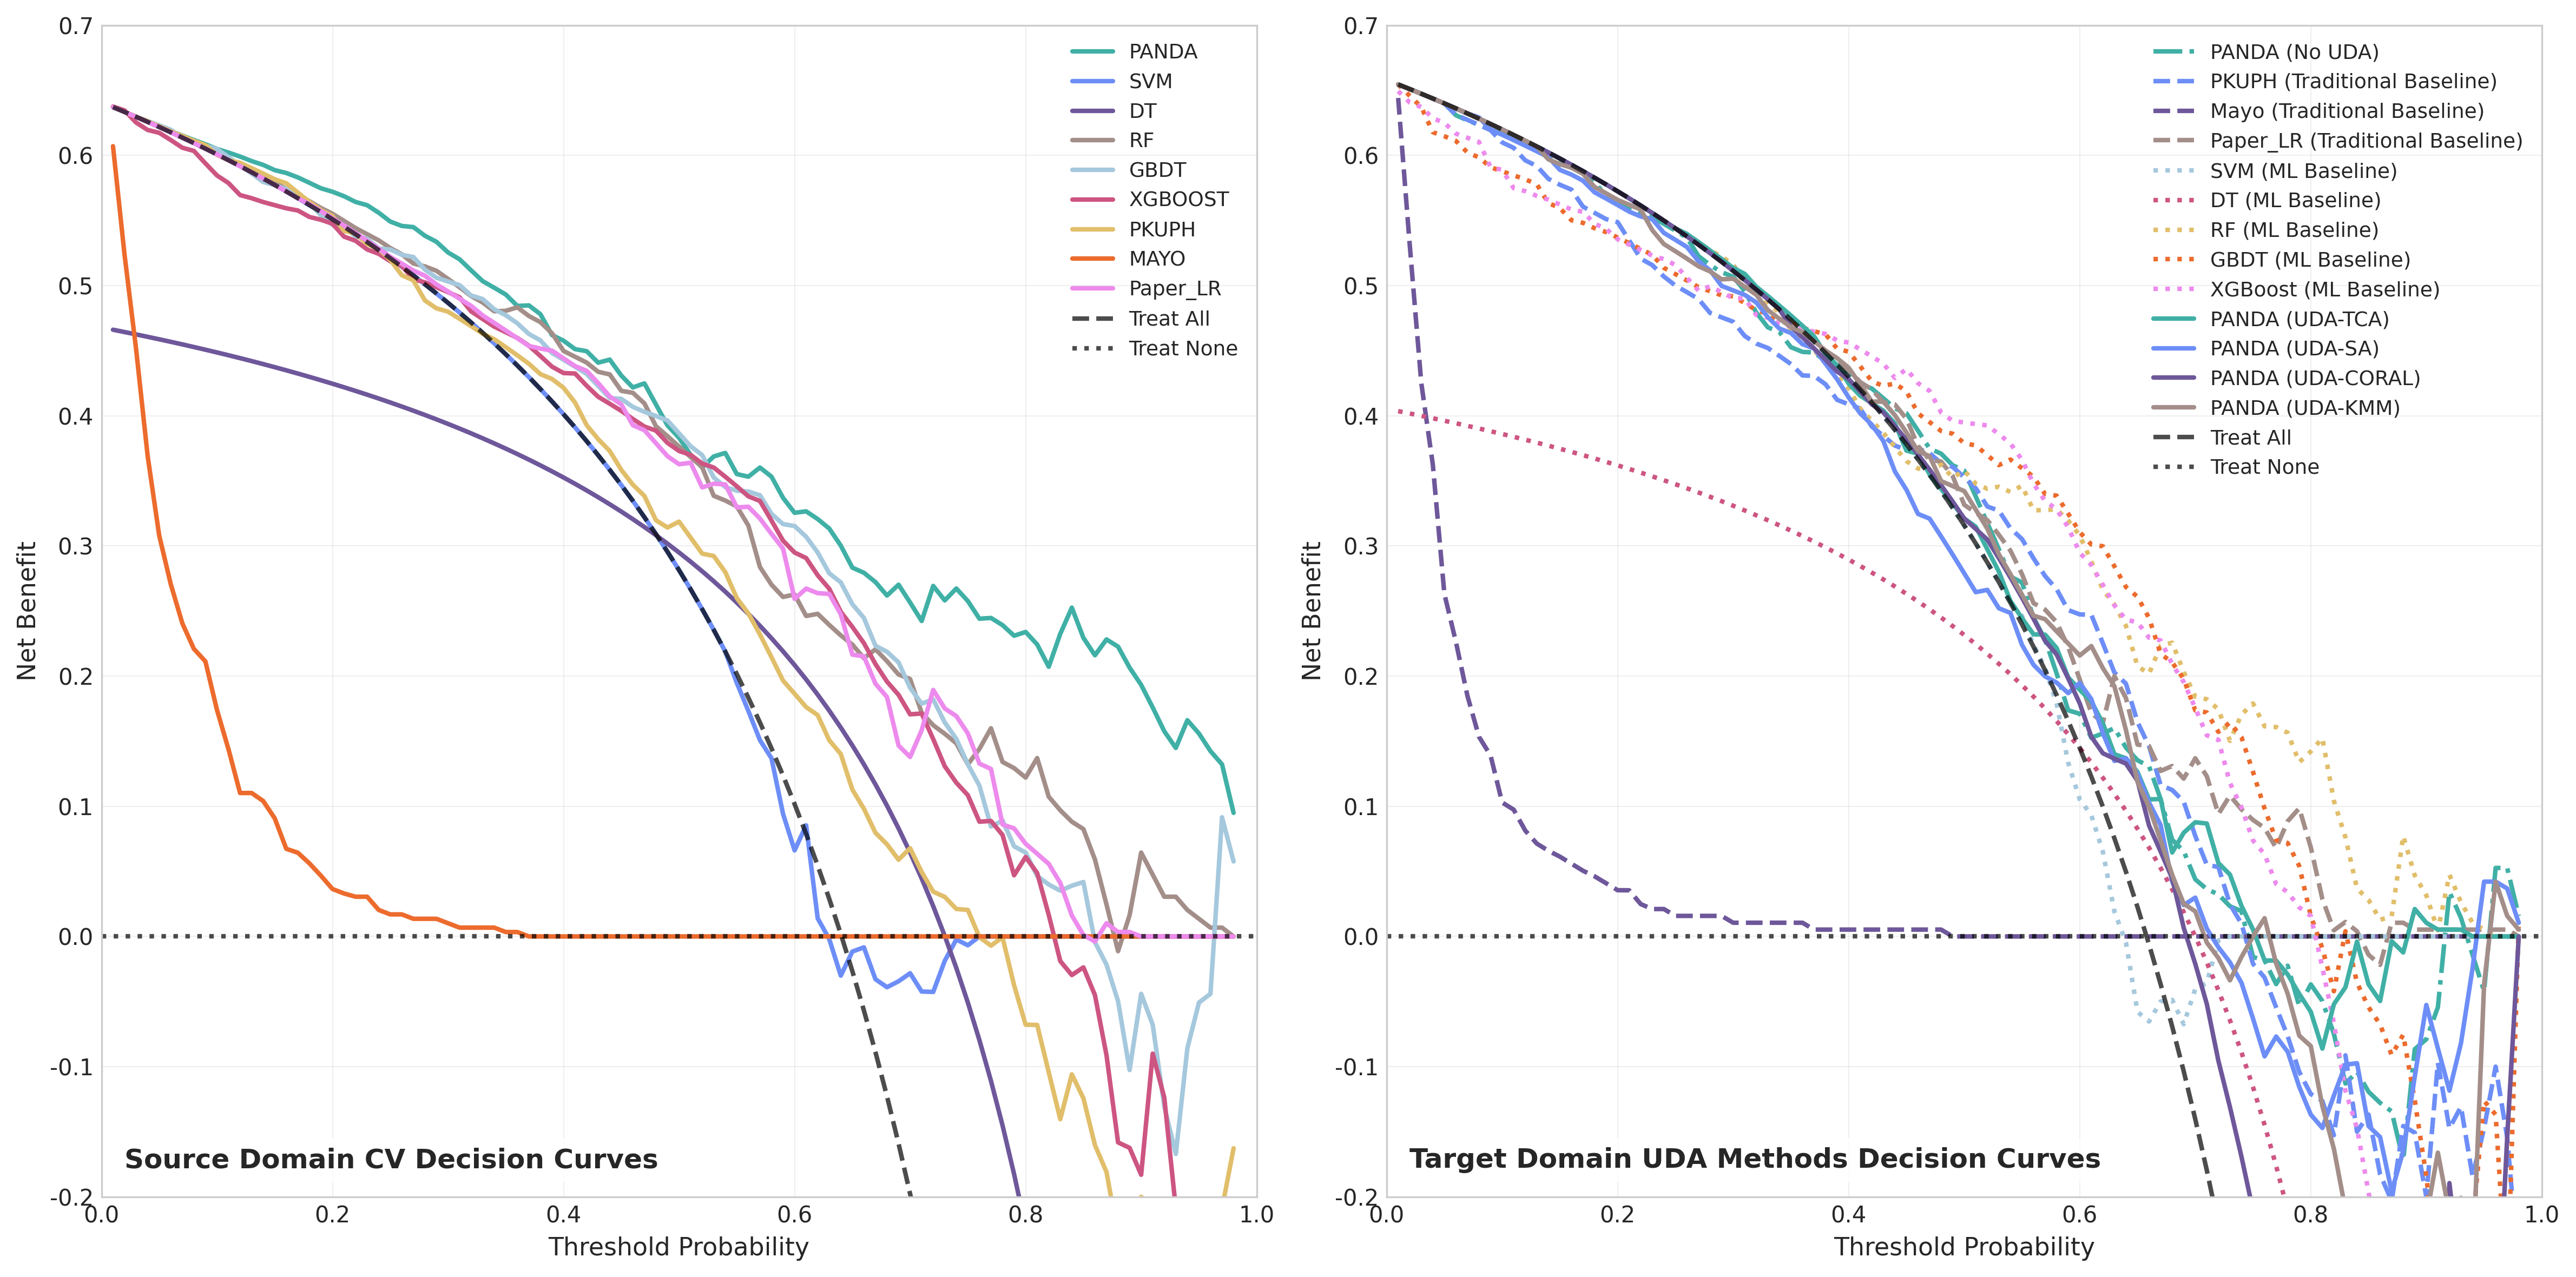 0.7
0.6
0.5
0.4
0.3
0.2
0.1
0.0
-0.1
-0.2
Net Benefit
PANDA
SVM
DT
RF
GBDT
XGBOOST
PKUPH
MAYO
Paper_LR
Treat All
Treat None
Source Domain CV Decision Curves
0.0 0.2 0.4 0.6 0.8 1.0
Threshold Probability
0.7
0.6
0.5
0.4
0.3
0.2
0.1
0.0
-0.1
-0.2
Net Benefit
PANDA (No UDA)
PKUPH (Traditional Baseline)
Mayo (Traditional Baseline)
Paper_LR (Traditional Baseline)
SVM (ML Baseline)
DT (ML Baseline)
RF (ML Baseline)
GBDT (ML Baseline)
XGBoost (ML Baseline)
PANDA (UDA-TCA)
PANDA (UDA-SA)
PANDA (UDA-CORAL)
PANDA (UDA-KMM)
Treat All
Treat None
Target Domain UDA Methods Decision Curves
0.0 0.2 0.4 0.6 0.8 1.0
Threshold Probability